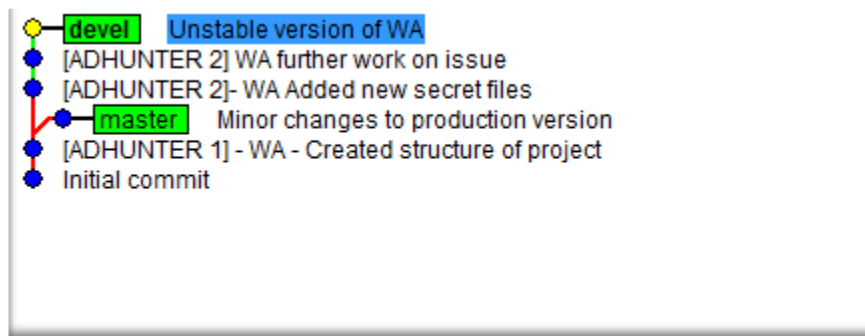 devel Unstable version of WA
[ADHUNTER 2] WA further work on issue
[ADHUNTER 2]- WA Added new secret files
master Minor changes to production version
[ADHUNTER 1] - WA - Created structure of project
Initial commit